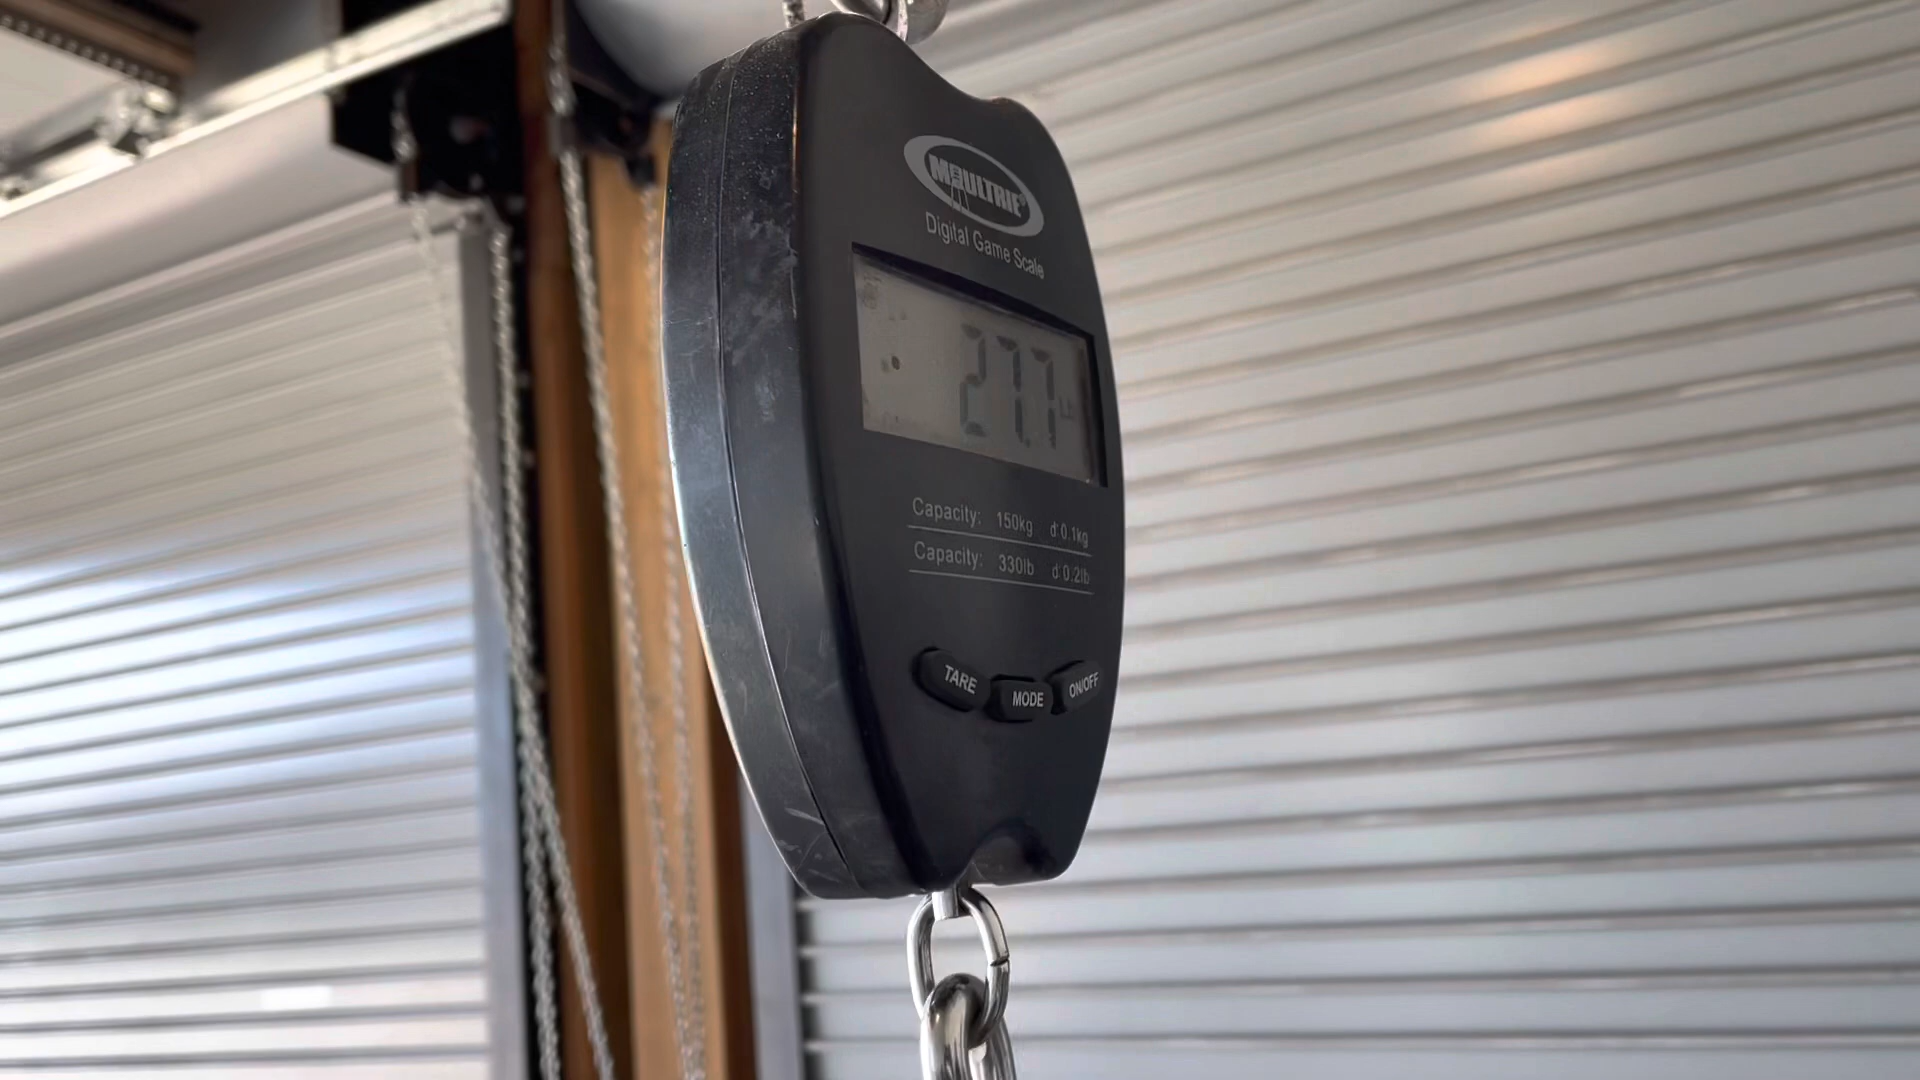 MOULTRIE®
Digital Game Scale
27.7
Capacity: 150kg d:0.1kg
Capacity: 330lb d:0.2lb
TARE MODE ON/OFF